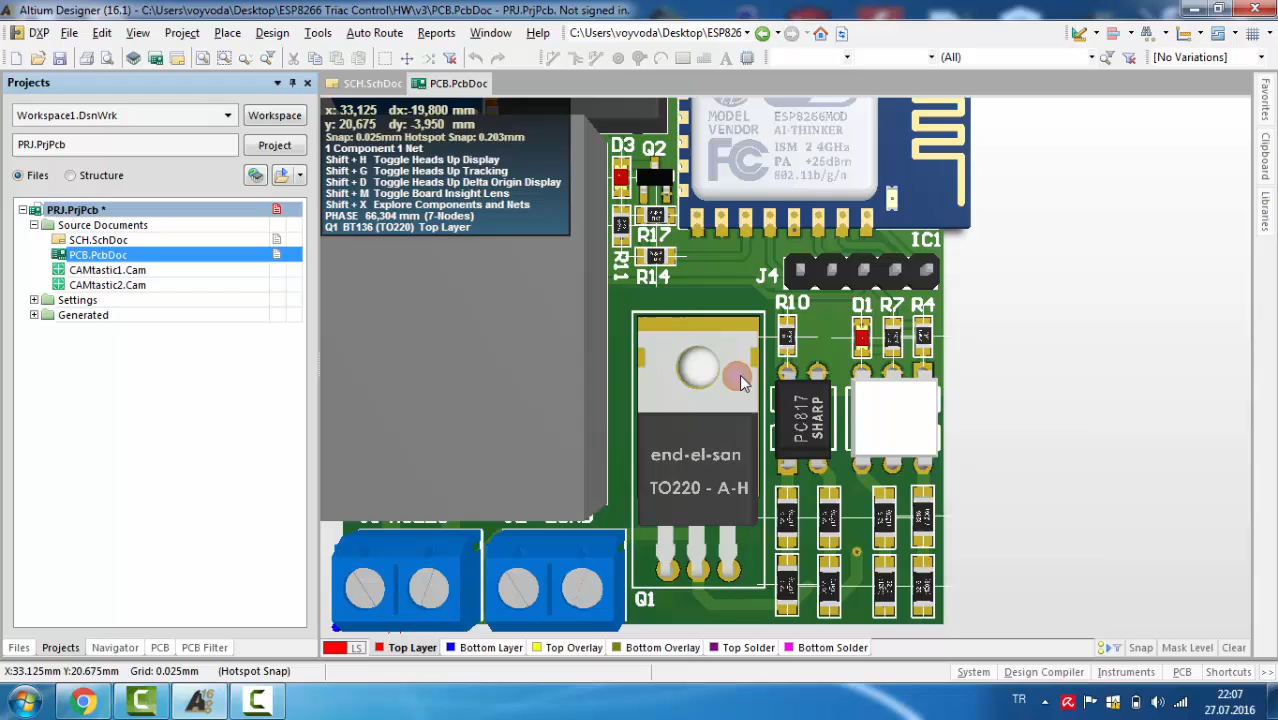 Altium Designer (16.1) - C:\Users\voyvoda\Desktop\ESP8266 Triac Control\HW\v3\PCB.PcbDoc - PRJ.PrjPcb. Not signed in.
DXP File Edit View Project Place Design Tools Auto Route Reports Window Help C:\Users\voyvoda\Desktop\ESP826
(All) [No Variations]
Projects
SCH.SchDoc PCB.PcbDoc
Workspace1.DsnWrk Workspace
PRJ.PrjPcb Project
Files Structure
PRJ.PrjPcb *
Source Documents
SCH.SchDoc
PCB.PcbDoc
CAMtastic1.Cam
CAMtastic2.Cam
Settings
Generated
x: 33,125 dx:-19,800 mm
y: 20,675 dy: -3,950 mm
Snap: 0.025mm Hotspot Snap: 0.203mm
1 Component 1 Net
Shift + H Toggle Heads Up Display
Shift + G Toggle Heads Up Tracking
Shift + D Toggle Heads Up Delta Origin Display
Shift + M Toggle Board Insight Lens
Shift + X Explore Components and Nets
PHASE 66,304 mm (7-Nodes)
Q1 BT136 (TO220) Top Layer
MODEL ESP8266MOD
VENDOR AI-THINKER
FC ISM 2.4GHz
PA +25dBm
802.11b/g/n
D3 Q2
R17
R11
R14
IC1
J4
R10 D1 R7 R4
end-el-san
TO220 - A-H
PC817
SHARP
Q1
Favorites
Clipboard
Libraries
Files Projects Navigator PCB PCB Filter
LS Top Layer Bottom Layer Top Overlay Bottom Overlay Top Solder Bottom Solder Snap Mask Level Clear
X:33.125mm Y:20.675mm Grid: 0.025mm (Hotspot Snap) System Design Compiler Instruments PCB Shortcuts >>
TR 22:07
27.07.2016